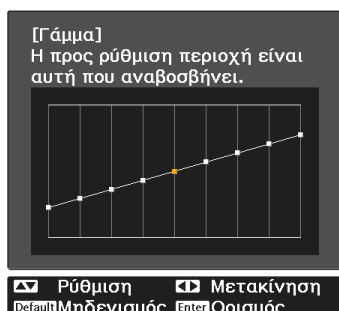 [Γάμμα]
Η προς ρύθμιση περιοχή είναι
αυτή που αναβοσβήνει.
Ρύθμιση Μετακίνηση
Default Μηδενισμός Enter Ορισμός